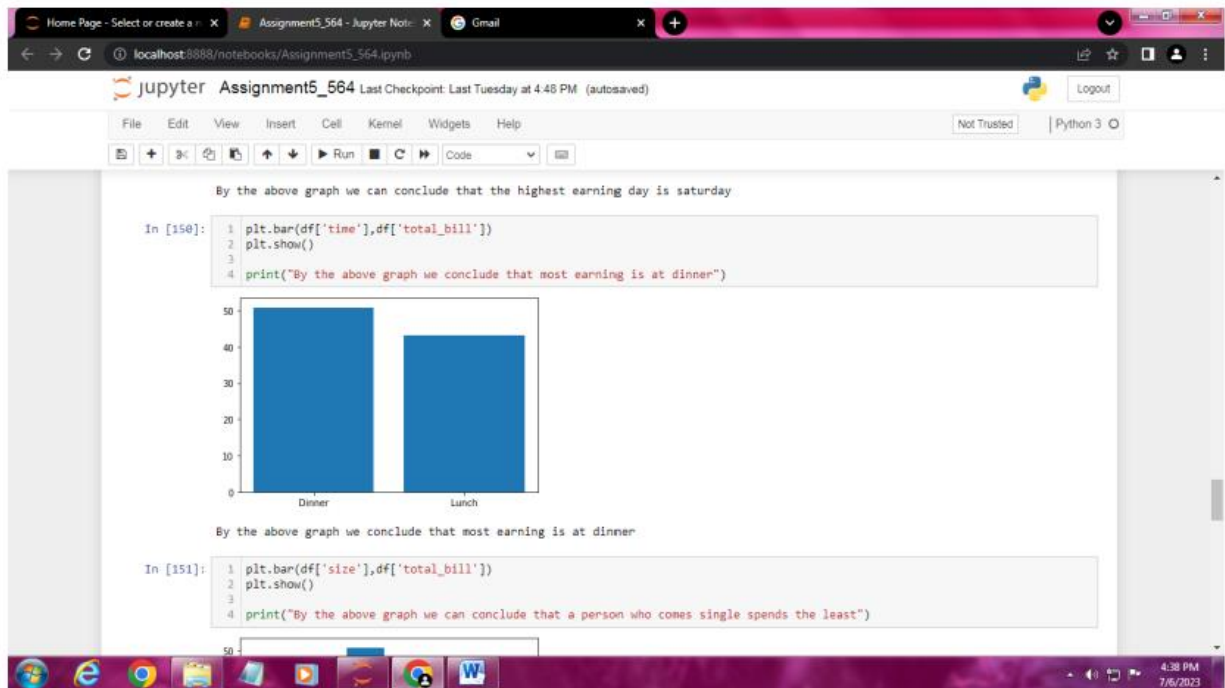 Home Page - Select or create a n
Assignment5_564 - Jupyter Note
Gmail
localhost:8888/notebooks/Assignment5_564.ipynb
jupyter Assignment5_564 Last Checkpoint: Last Tuesday at 4:48 PM (autosaved)
Logout
File Edit View Insert Cell Kernel Widgets Help
Not Trusted
Python 3
Run
Code
By the above graph we can conclude that the highest earning day is saturday
In [150]:
1 plt.bar(df['time'],df['total_bill'])
2 plt.show()
3
4 print("By the above graph we conclude that most earning is at dinner")
50
40
30
20
10
0
Dinner Lunch
By the above graph we conclude that most earning is at dinner
In [151]:
1 plt.bar(df['size'],df['total_bill'])
2 plt.show()
3
4 print("By the above graph we can conclude that a person who comes single spends the least")
50
4:38 PM
7/6/2023